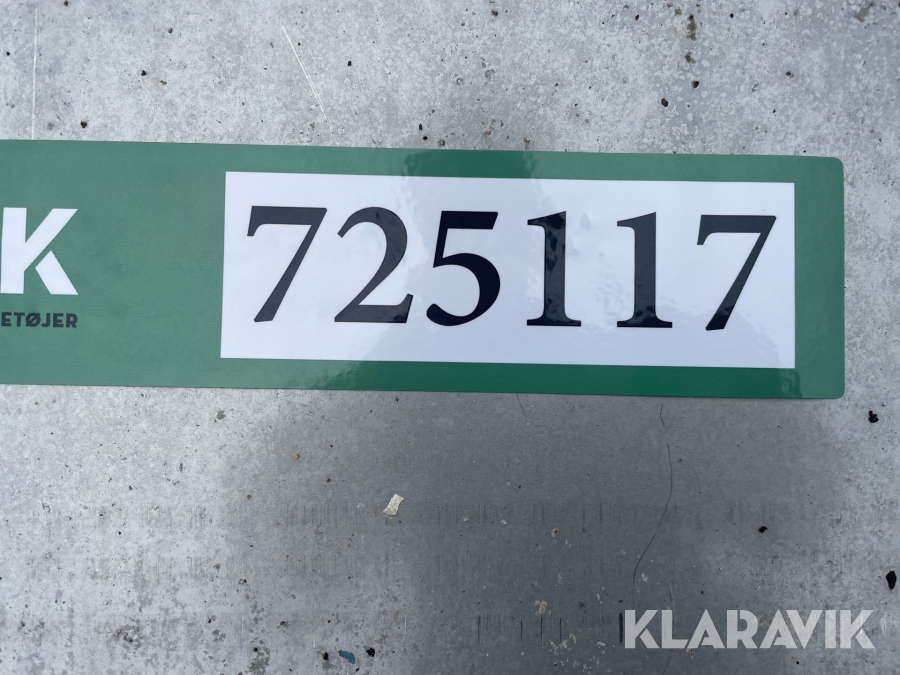 K
ETØJER
725117
KLARAVIK